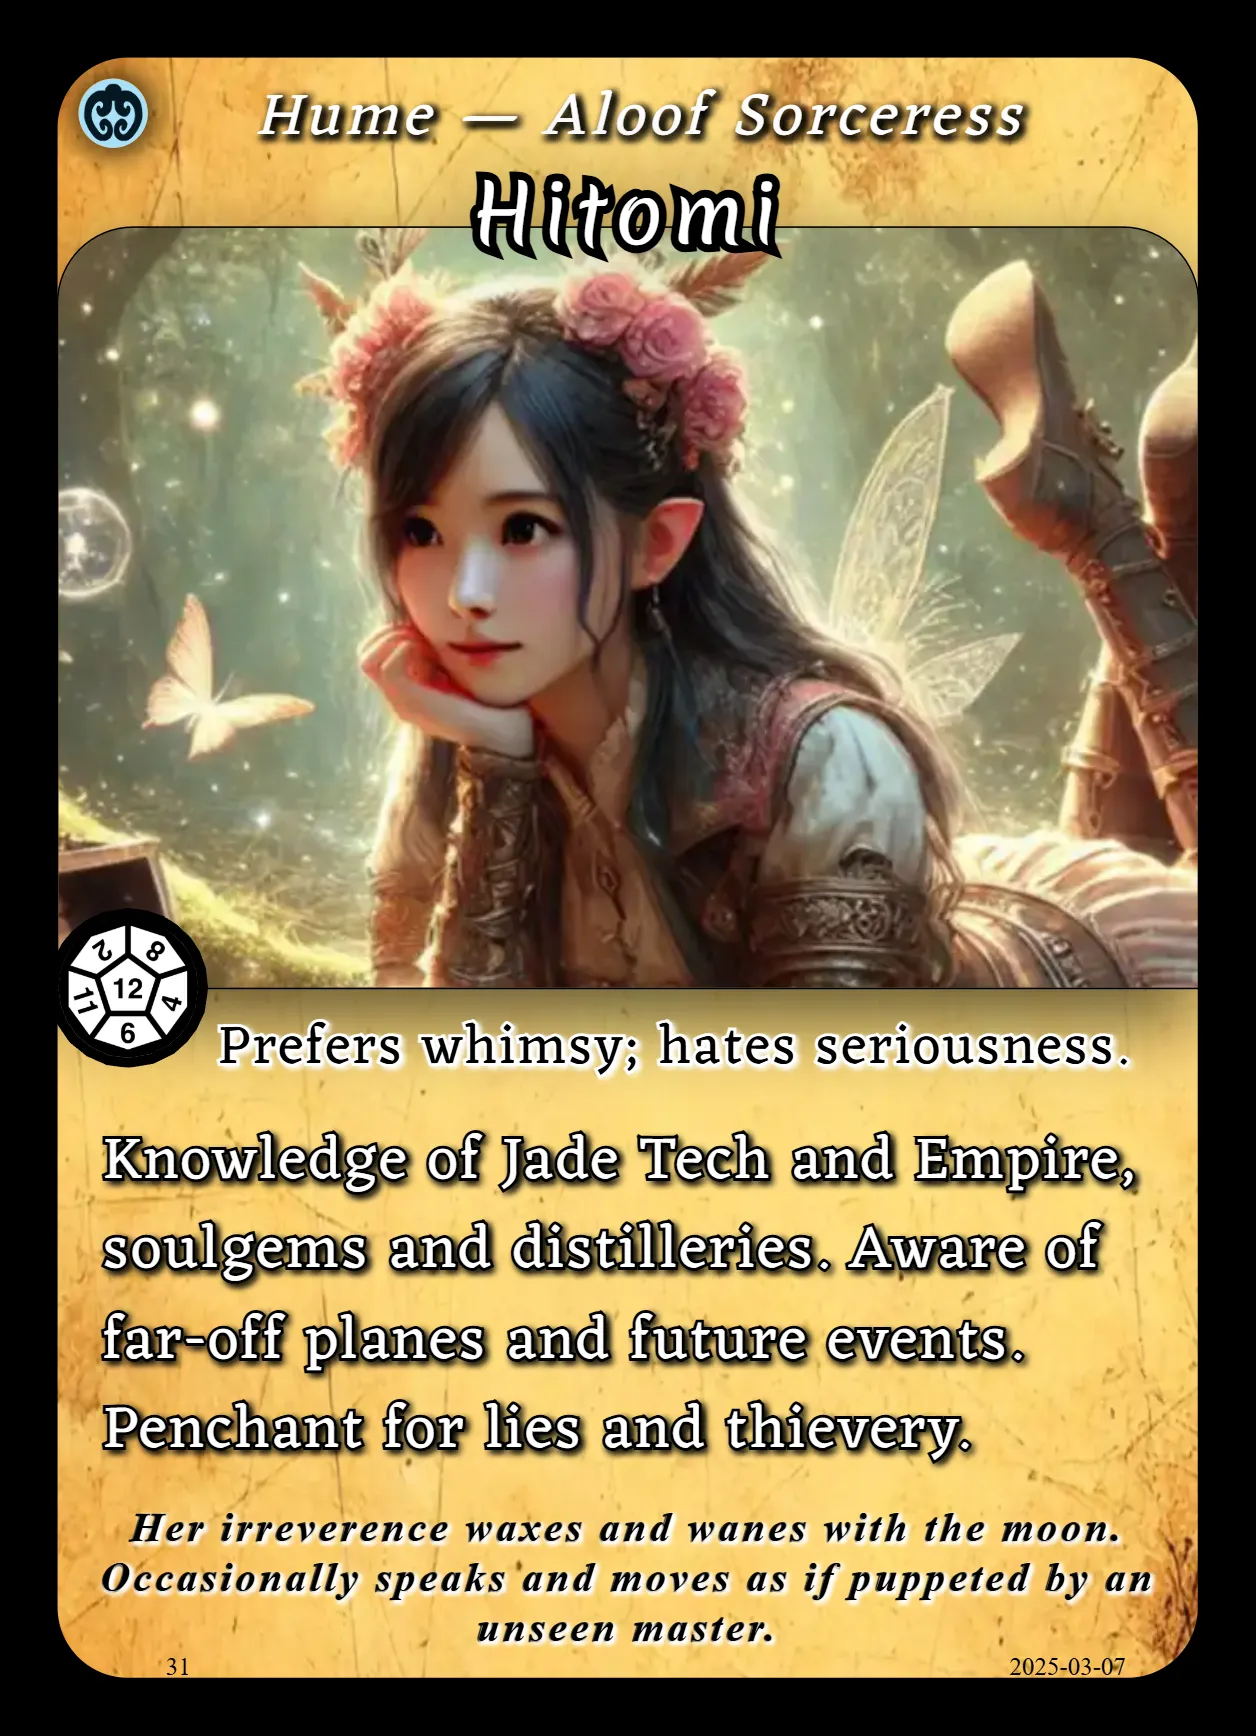 Hume — Aloof Sorceress
Hitomi
2 8
11 12 4
6
Prefers whimsy; hates seriousness.
Knowledge of Jade Tech and Empire,
soulgems and distilleries. Aware of
far-off planes and future events.
Penchant for lies and thievery.
Her irreverence waxes and wanes with the moon.
Occasionally speaks and moves as if puppeted by an
unseen master.
31 2025-03-07